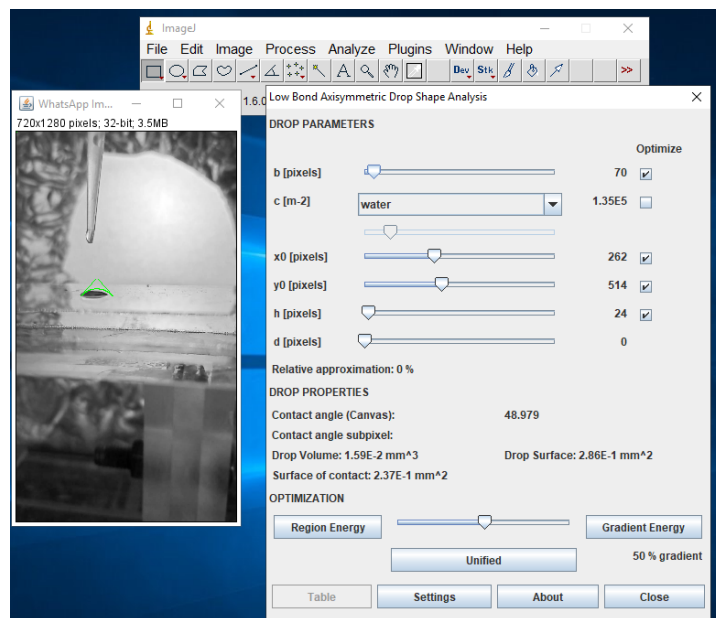 ImageJ
File Edit Image Process Analyze Plugins Window Help
A Dev Stk >>
WhatsApp Im...
1.6.0
Low Bond Axisymmetric Drop Shape Analysis
720x1280 pixels; 32-bit; 3.5MB
DROP PARAMETERS
Optimize
b [pixels] 70
c [m-2] water 1.35E5
x0 [pixels] 262
y0 [pixels] 514
h [pixels] 24
d [pixels] 0
Relative approximation: 0 %
DROP PROPERTIES
Contact angle (Canvas): 48.979
Contact angle subpixel:
Drop Volume: 1.59E-2 mm^3 Drop Surface: 2.86E-1 mm^2
Surface of contact: 2.37E-1 mm^2
OPTIMIZATION
Region Energy Gradient Energy
Unified 50 % gradient
Table Settings About Close